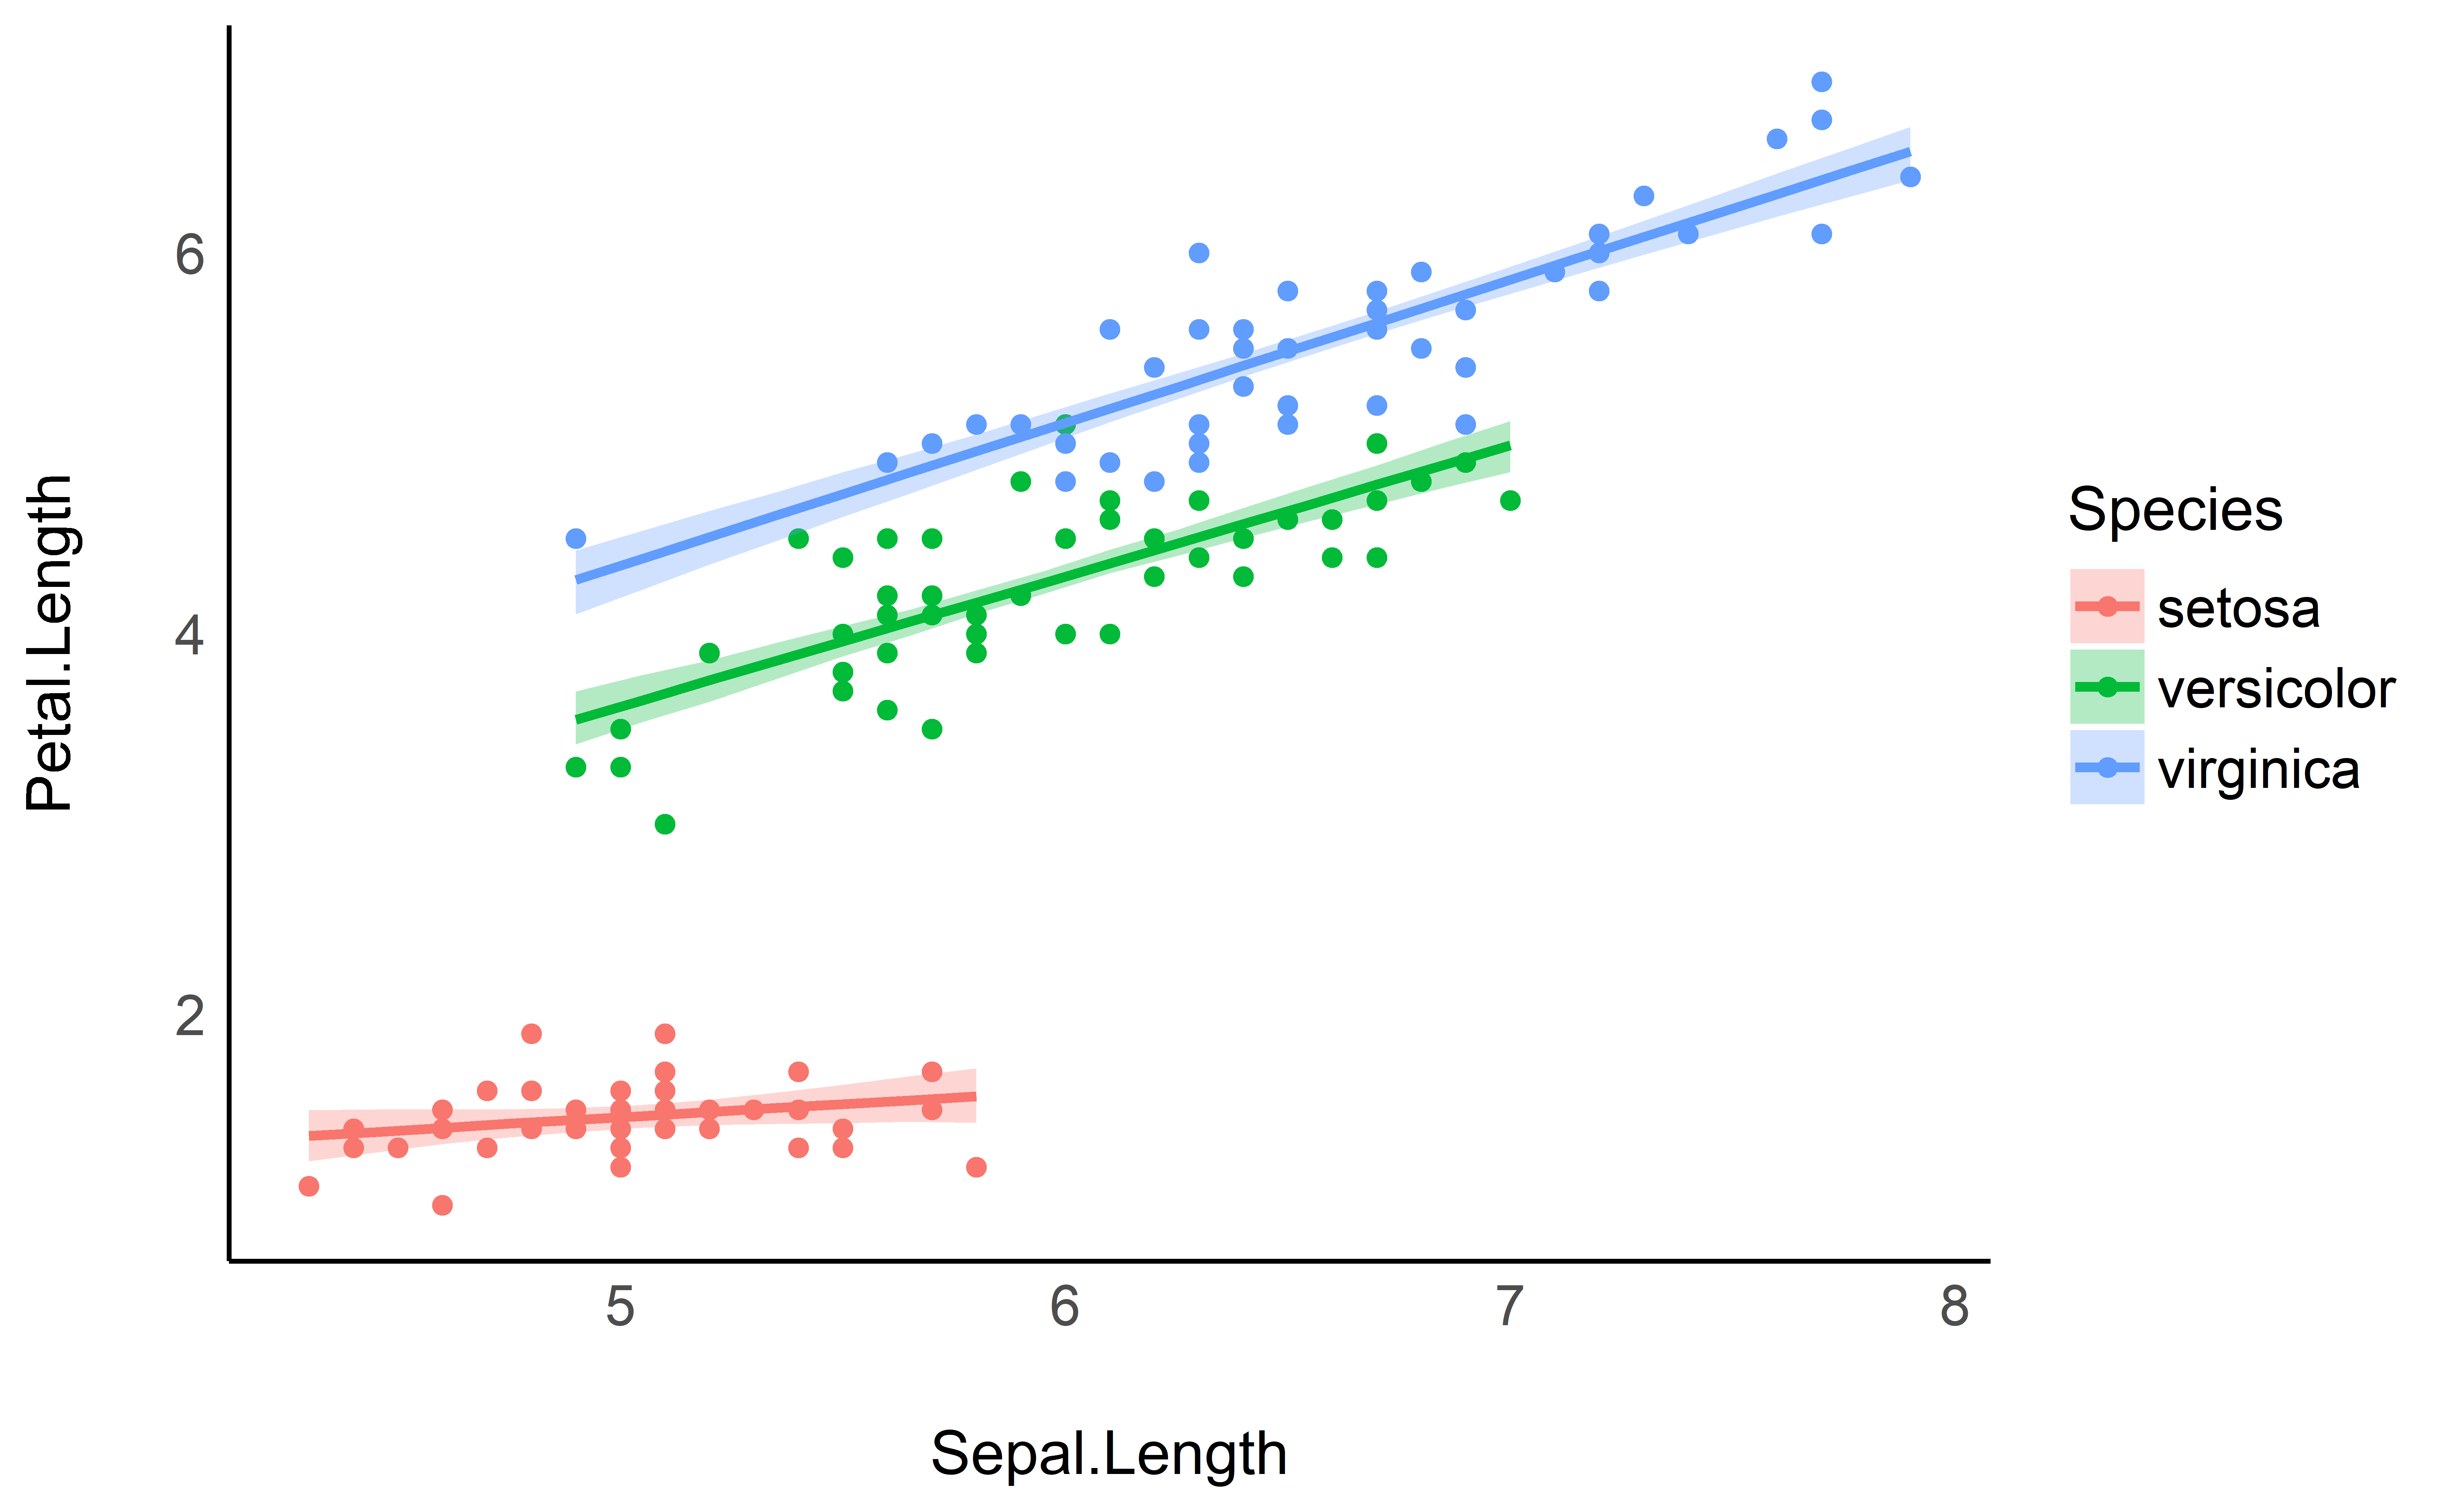 Petal.Length
6
4
2
5 6 7 8
Sepal.Length
Species
setosa
versicolor
virginica